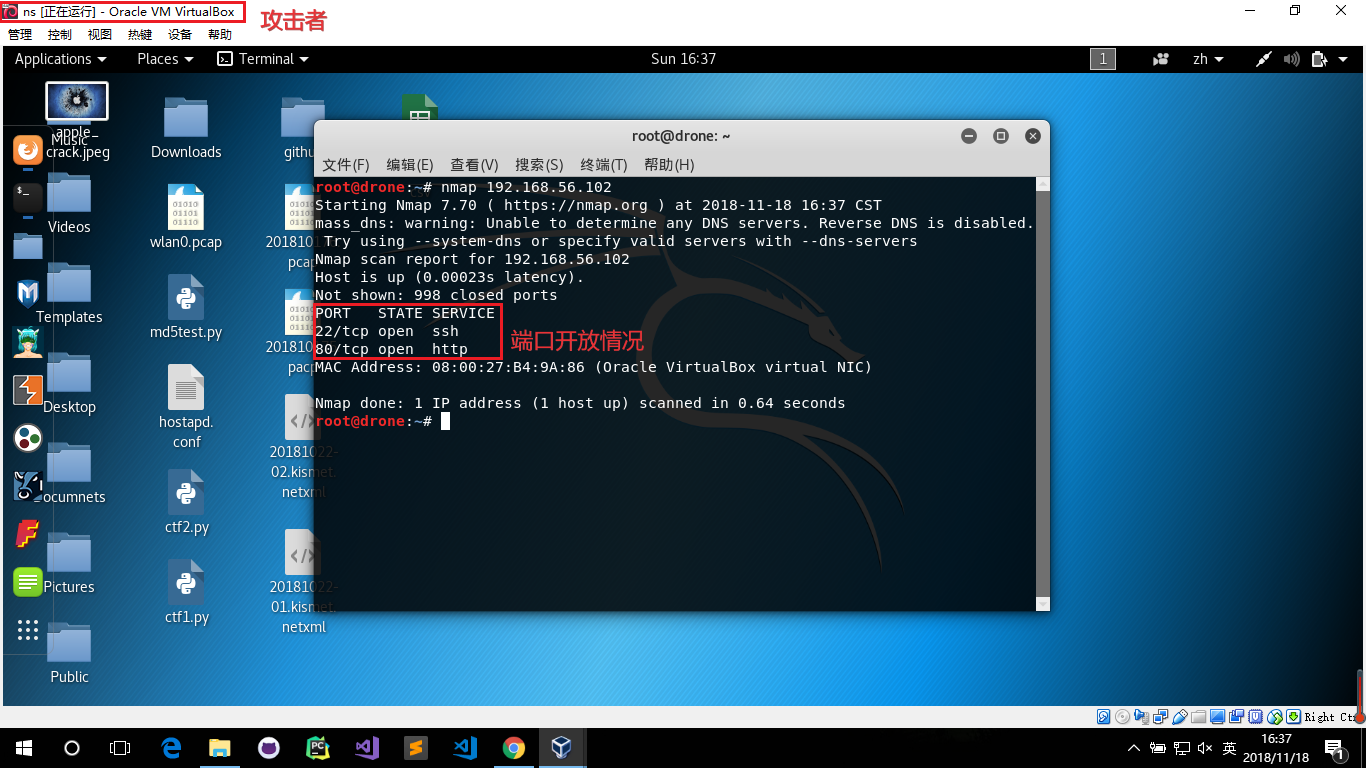 ns [正在运行] - Oracle VM VirtualBox
攻击者
管理 控制 视图 热键 设备 帮助
Applications Places Terminal Sun 16:37 1 zh
apple_crack.jpeg
Music
Downloads
Videos
wlan0.pcap
Templates
md5test.py
Desktop
hostapd.conf
Pictures
ctf2.py
20181022-
02.kismet.
netxml
ctf1.py
20181022-
01.kismet.
netxml
Public
root@drone: ~
文件(F) 编辑(E) 查看(V) 搜索(S) 终端(T) 帮助(H)
root@drone:~# nmap 192.168.56.102
Starting Nmap 7.70 ( https://nmap.org ) at 2018-11-18 16:37 CST
mass_dns: warning: Unable to determine any DNS servers. Reverse DNS is disabled.
Try using --system-dns or specify valid servers with --dns-servers
Nmap scan report for 192.168.56.102
Host is up (0.00023s latency).
Not shown: 998 closed ports
PORT STATE SERVICE
22/tcp open ssh
80/tcp open http
端口开放情况
MAC Address: 08:00:27:B4:9A:86 (Oracle VirtualBox virtual NIC)
Nmap done: 1 IP address (1 host up) scanned in 0.64 seconds
root@drone:~#
英
16:37
2018/11/18
1